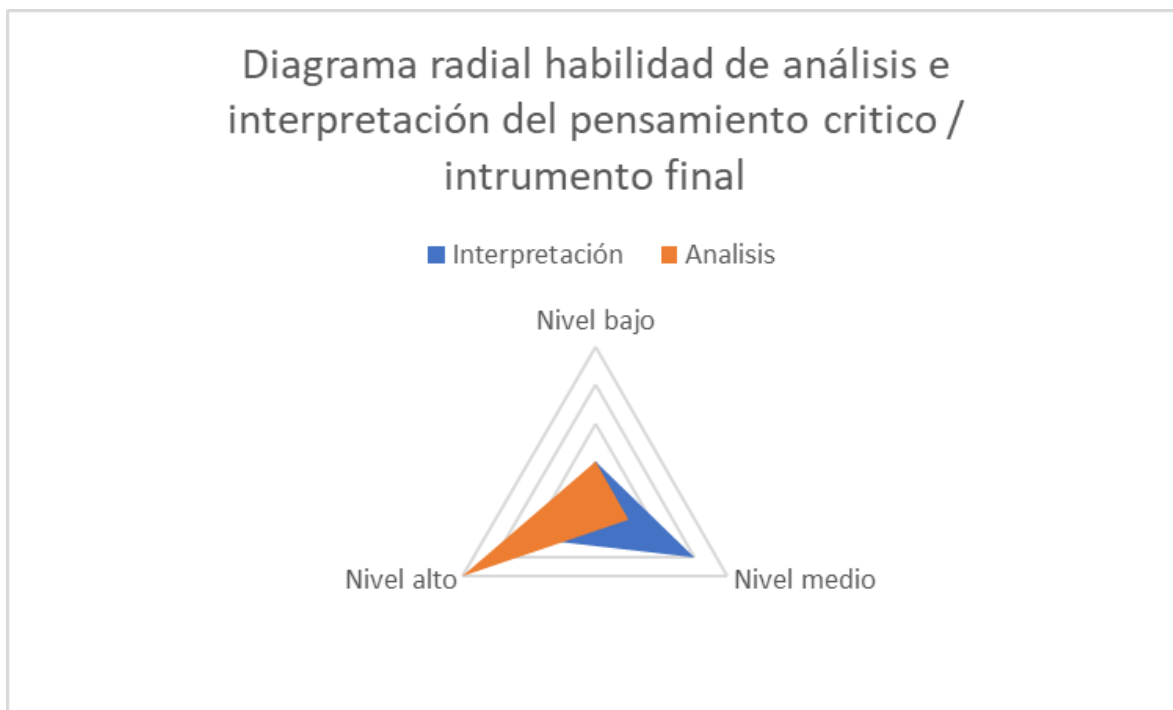 Diagrama radial habilidad de análisis e
interpretación del pensamiento critico /
intrumento final
Interpretación Analisis
Nivel bajo
Nivel alto Nivel medio